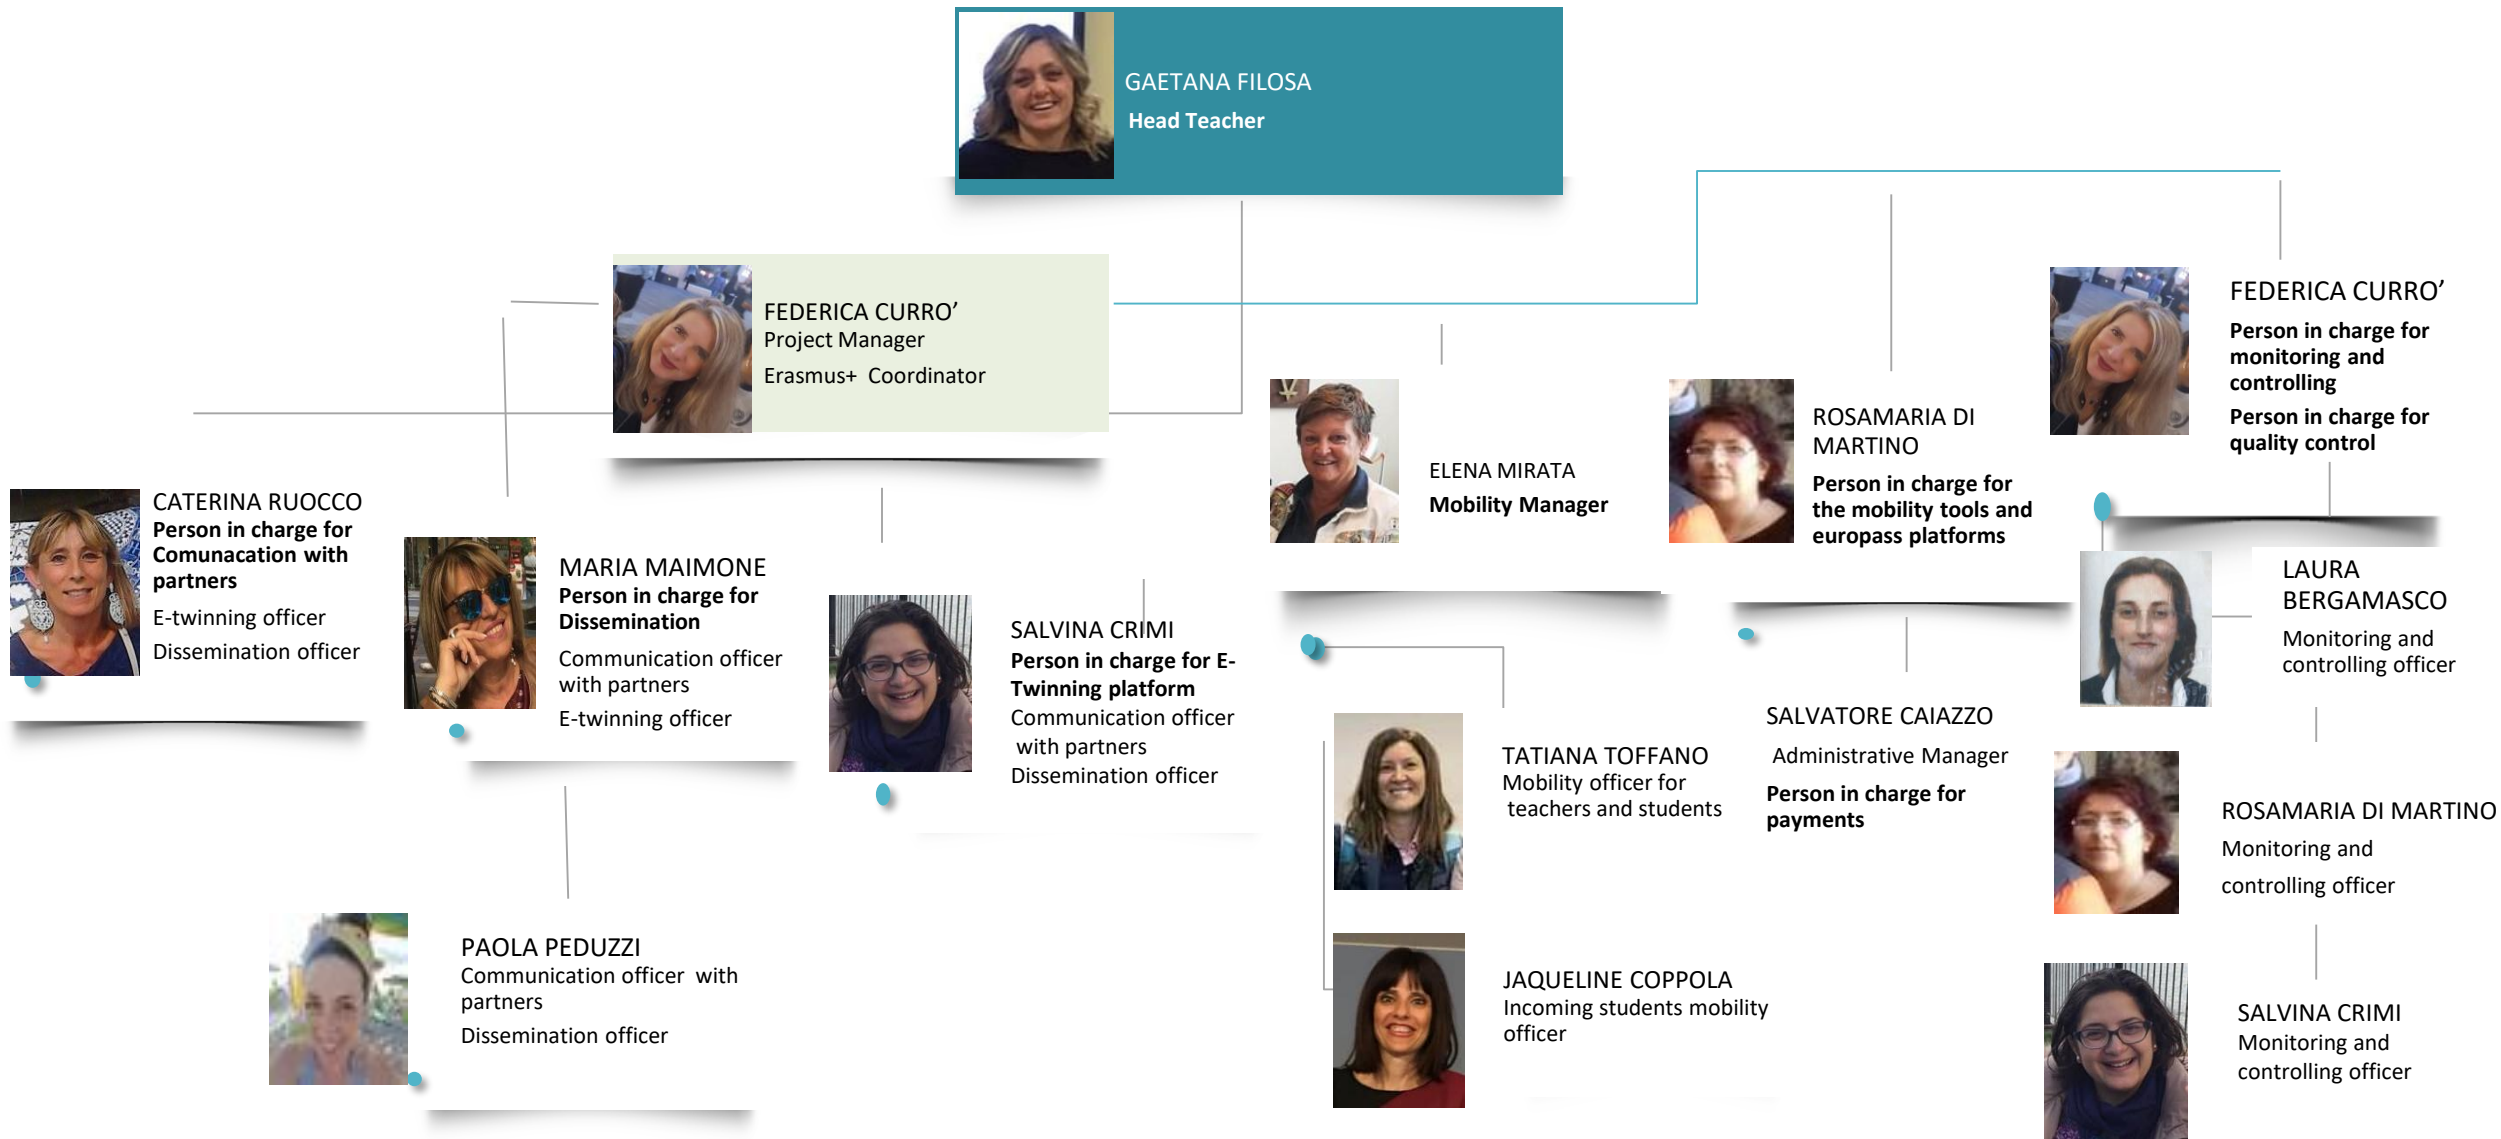 GAETANA FILOSA
Head Teacher
FEDERICA CURRO’
Project Manager
Erasmus+ Coordinator
FEDERICA CURRO’
Person in charge for
monitoring and
controlling
Person in charge for
quality control
CATERINA RUOCCO
Person in charge for
Comunacation with
partners
E-twinning officer
Dissemination officer
MARIA MAIMONE
Person in charge for
Dissemination
Communication officer
with partners
E-twinning officer
SALVINA CRIMI
Person in charge for E-
Twinning platform
Communication officer
with partners
Dissemination officer
ELENA MIRATA
Mobility Manager
ROSAMARIA DI
MARTINO
Person in charge for
the mobility tools and
europass platforms
LAURA
BERGAMASCO
Monitoring and
controlling officer
TATIANA TOFFANO
Mobility officer for
teachers and students
SALVATORE CAIAZZO
Administrative Manager
Person in charge for
payments
ROSAMARIA DI MARTINO
Monitoring and
controlling officer
PAOLA PEDUZZI
Communication officer with
partners
Dissemination officer
JAQUELINE COPPOLA
Incoming students mobility
officer
SALVINA CRIMI
Monitoring and
controlling officer